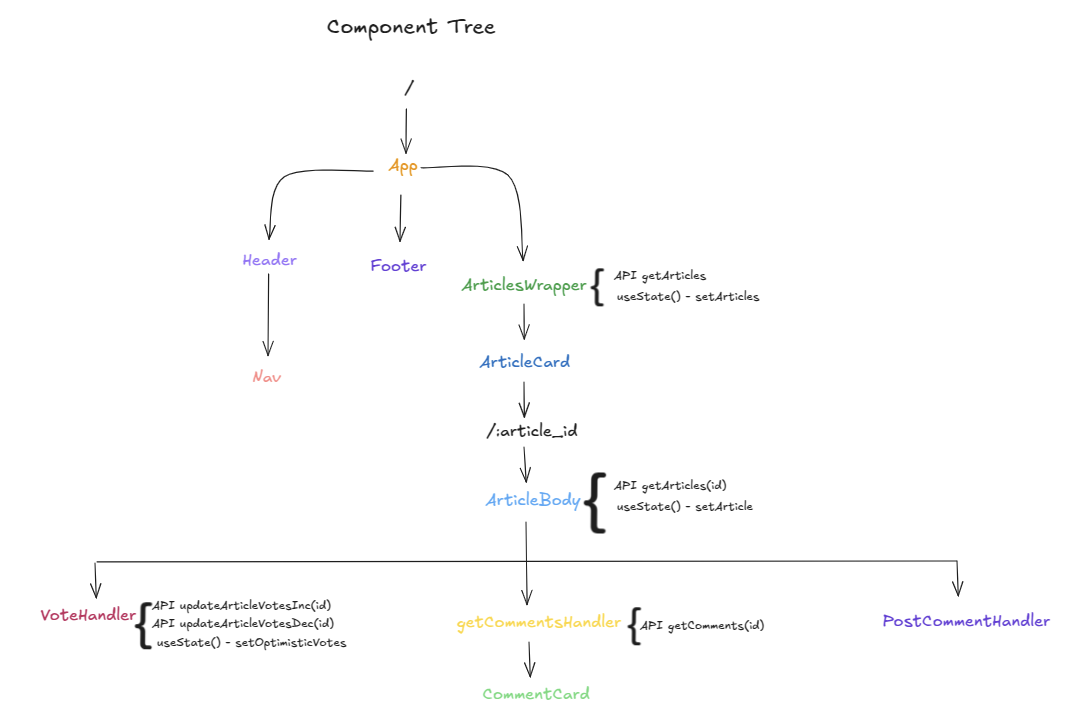 Component Tree
/
App
Header
Footer
ArticlesWrapper
API getArticles
useState() - setArticles
Nav
ArticleCard
/:article_id
ArticleBody
API getArticles(id)
useState() - setArticle
VoteHandler
API updateArticleVotesInc(id)
API updateArticleVotesDec(id)
useState() - setOptimisticVotes
getCommentsHandler
API getComments(id)
PostCommentHandler
CommentCard